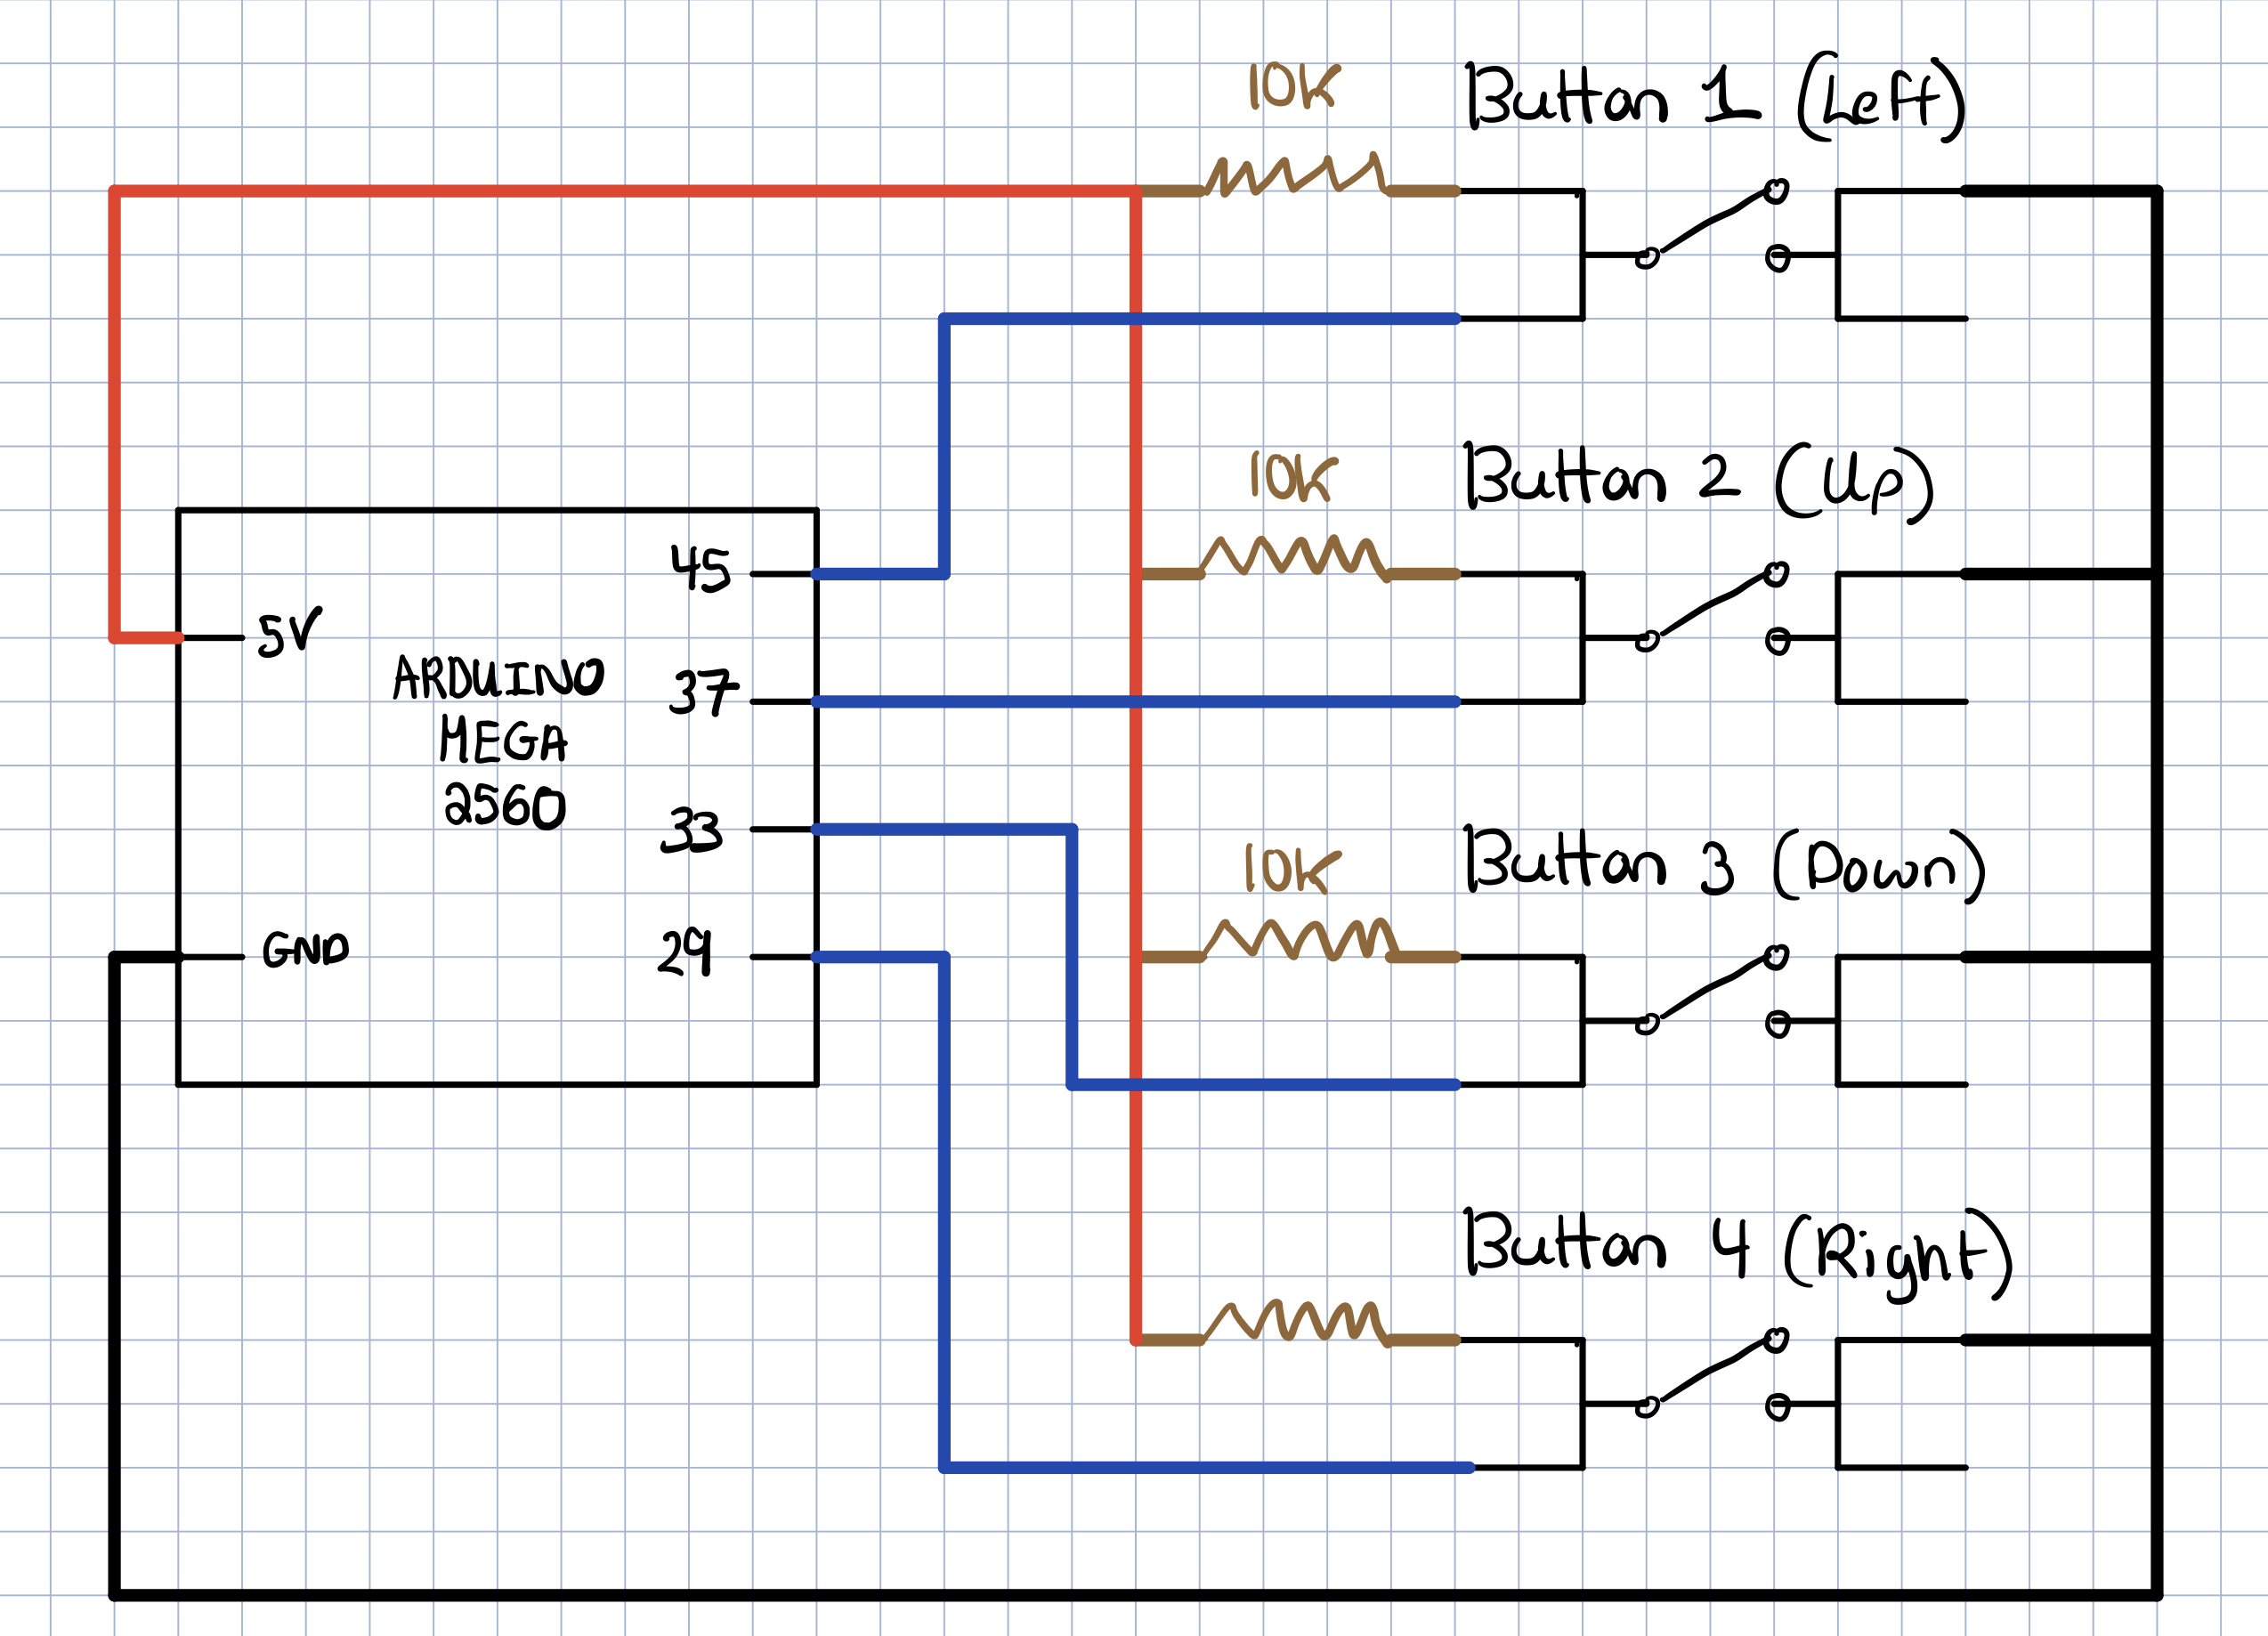 10K
Button 1 (Left)
10K
Button 2 (Up)
45
5V
ARDUINO
MEGA
2560
37
33
10K
Button 3 (Down)
GND
29
Button 4 (Right)